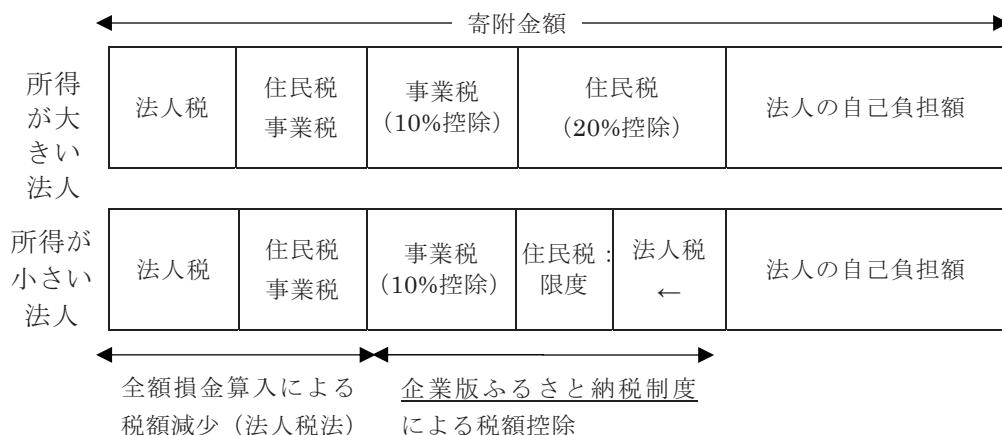 寄附金額
所得
が大
きい
法人
法人税
住民税
事業税
事業税
(10%控除)
住民税
(20%控除)
法人の自己負担額
所得が
小さい
法人
法人税
住民税
事業税
事業税
(10%控除)
住民税：
限度
法人税
←
法人の自己負担額
全額損金算入による
税額減少（法人税法）
企業版ふるさと納税制度
による税額控除